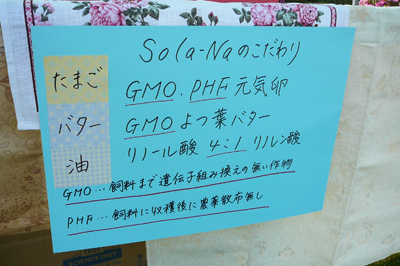 Sola-Naのこだわり
たまご GMO.PHF元気卵
バター GMOよつ葉バター
油 リノール酸 4:1 リノレン酸
GMO…飼料まで遺伝子組み換えの無い作物
PHF…飼料に収穫後に農薬散布無し
SCIENCE DIET